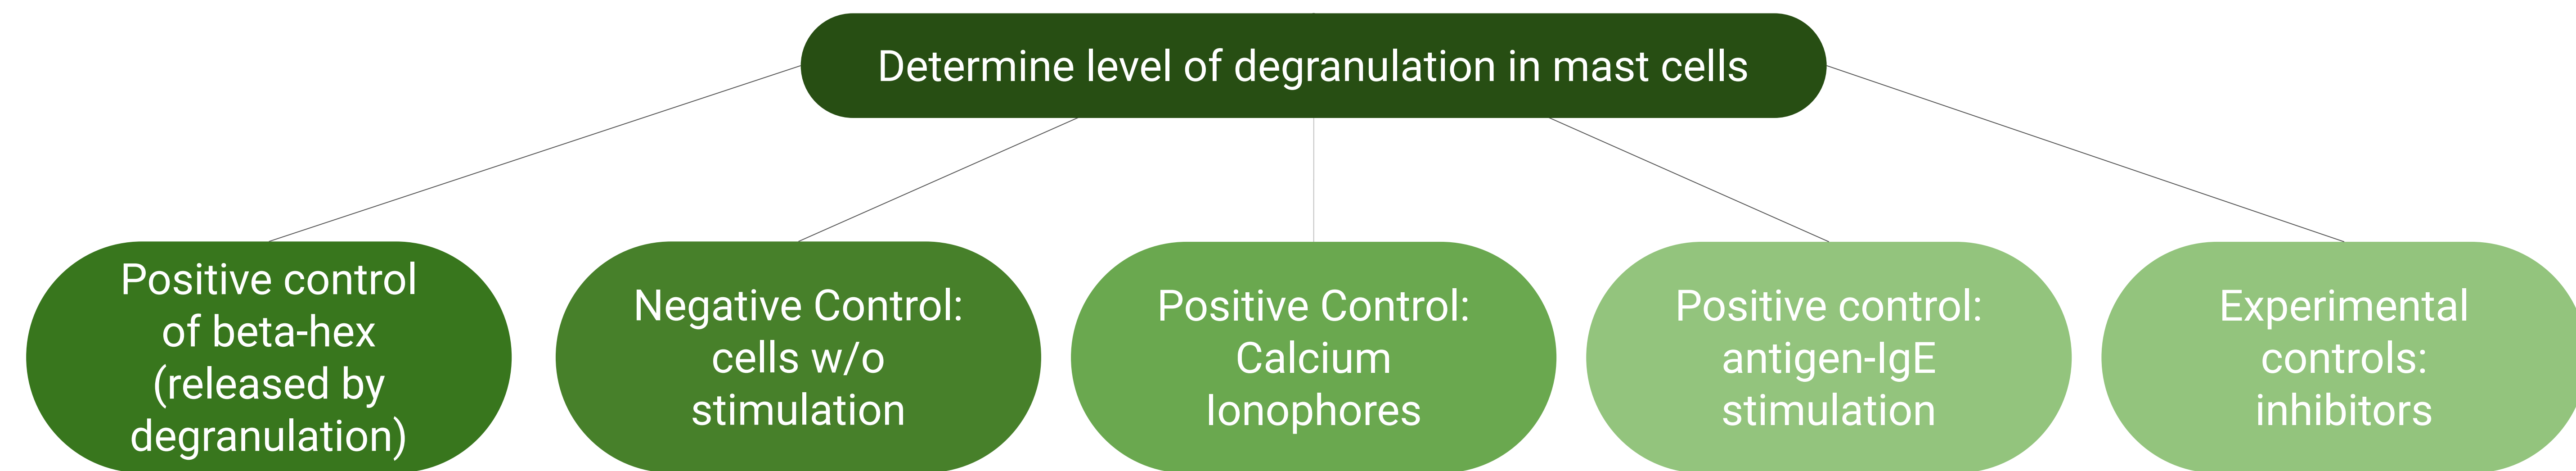 Determine level of degranulation in mast cells
Positive control
of beta-hex
(released by
degranulation)
Negative Control:
cells w/o
stimulation
Positive Control:
Calcium
Ionophores
Positive control:
antigen-IgE
stimulation
Experimental
controls:
inhibitors